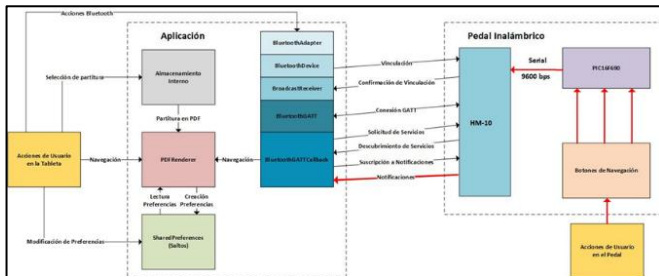 Acciones Bluetooth
Aplicación
Pedal Inalámbrico
BluetoothAdapter
BluetoothDevice
BroadcastReceiver
BluetoothGATT
BluetoothGATTCallback
Selección de partitura
Almacenamiento
Interno
Partitura en PDF
Acciones de Usuario
en la Tableta
Navegación
PDFRenderer
Navegación
Lectura
Preferencias
Creación
Preferencias
Modificación de Preferencias
SharedPreferences
(Saltos)
Vinculación
Confirmación de Vinculación
Conexión GATT
Solicitud de Servicios
Descubrimiento de Servicios
Suscripción a Notificaciones
Notificaciones
HM-10
Serial
9600 bps
PIC16F680
Botones de Navegación
Acciones de Usuario
en el Pedal